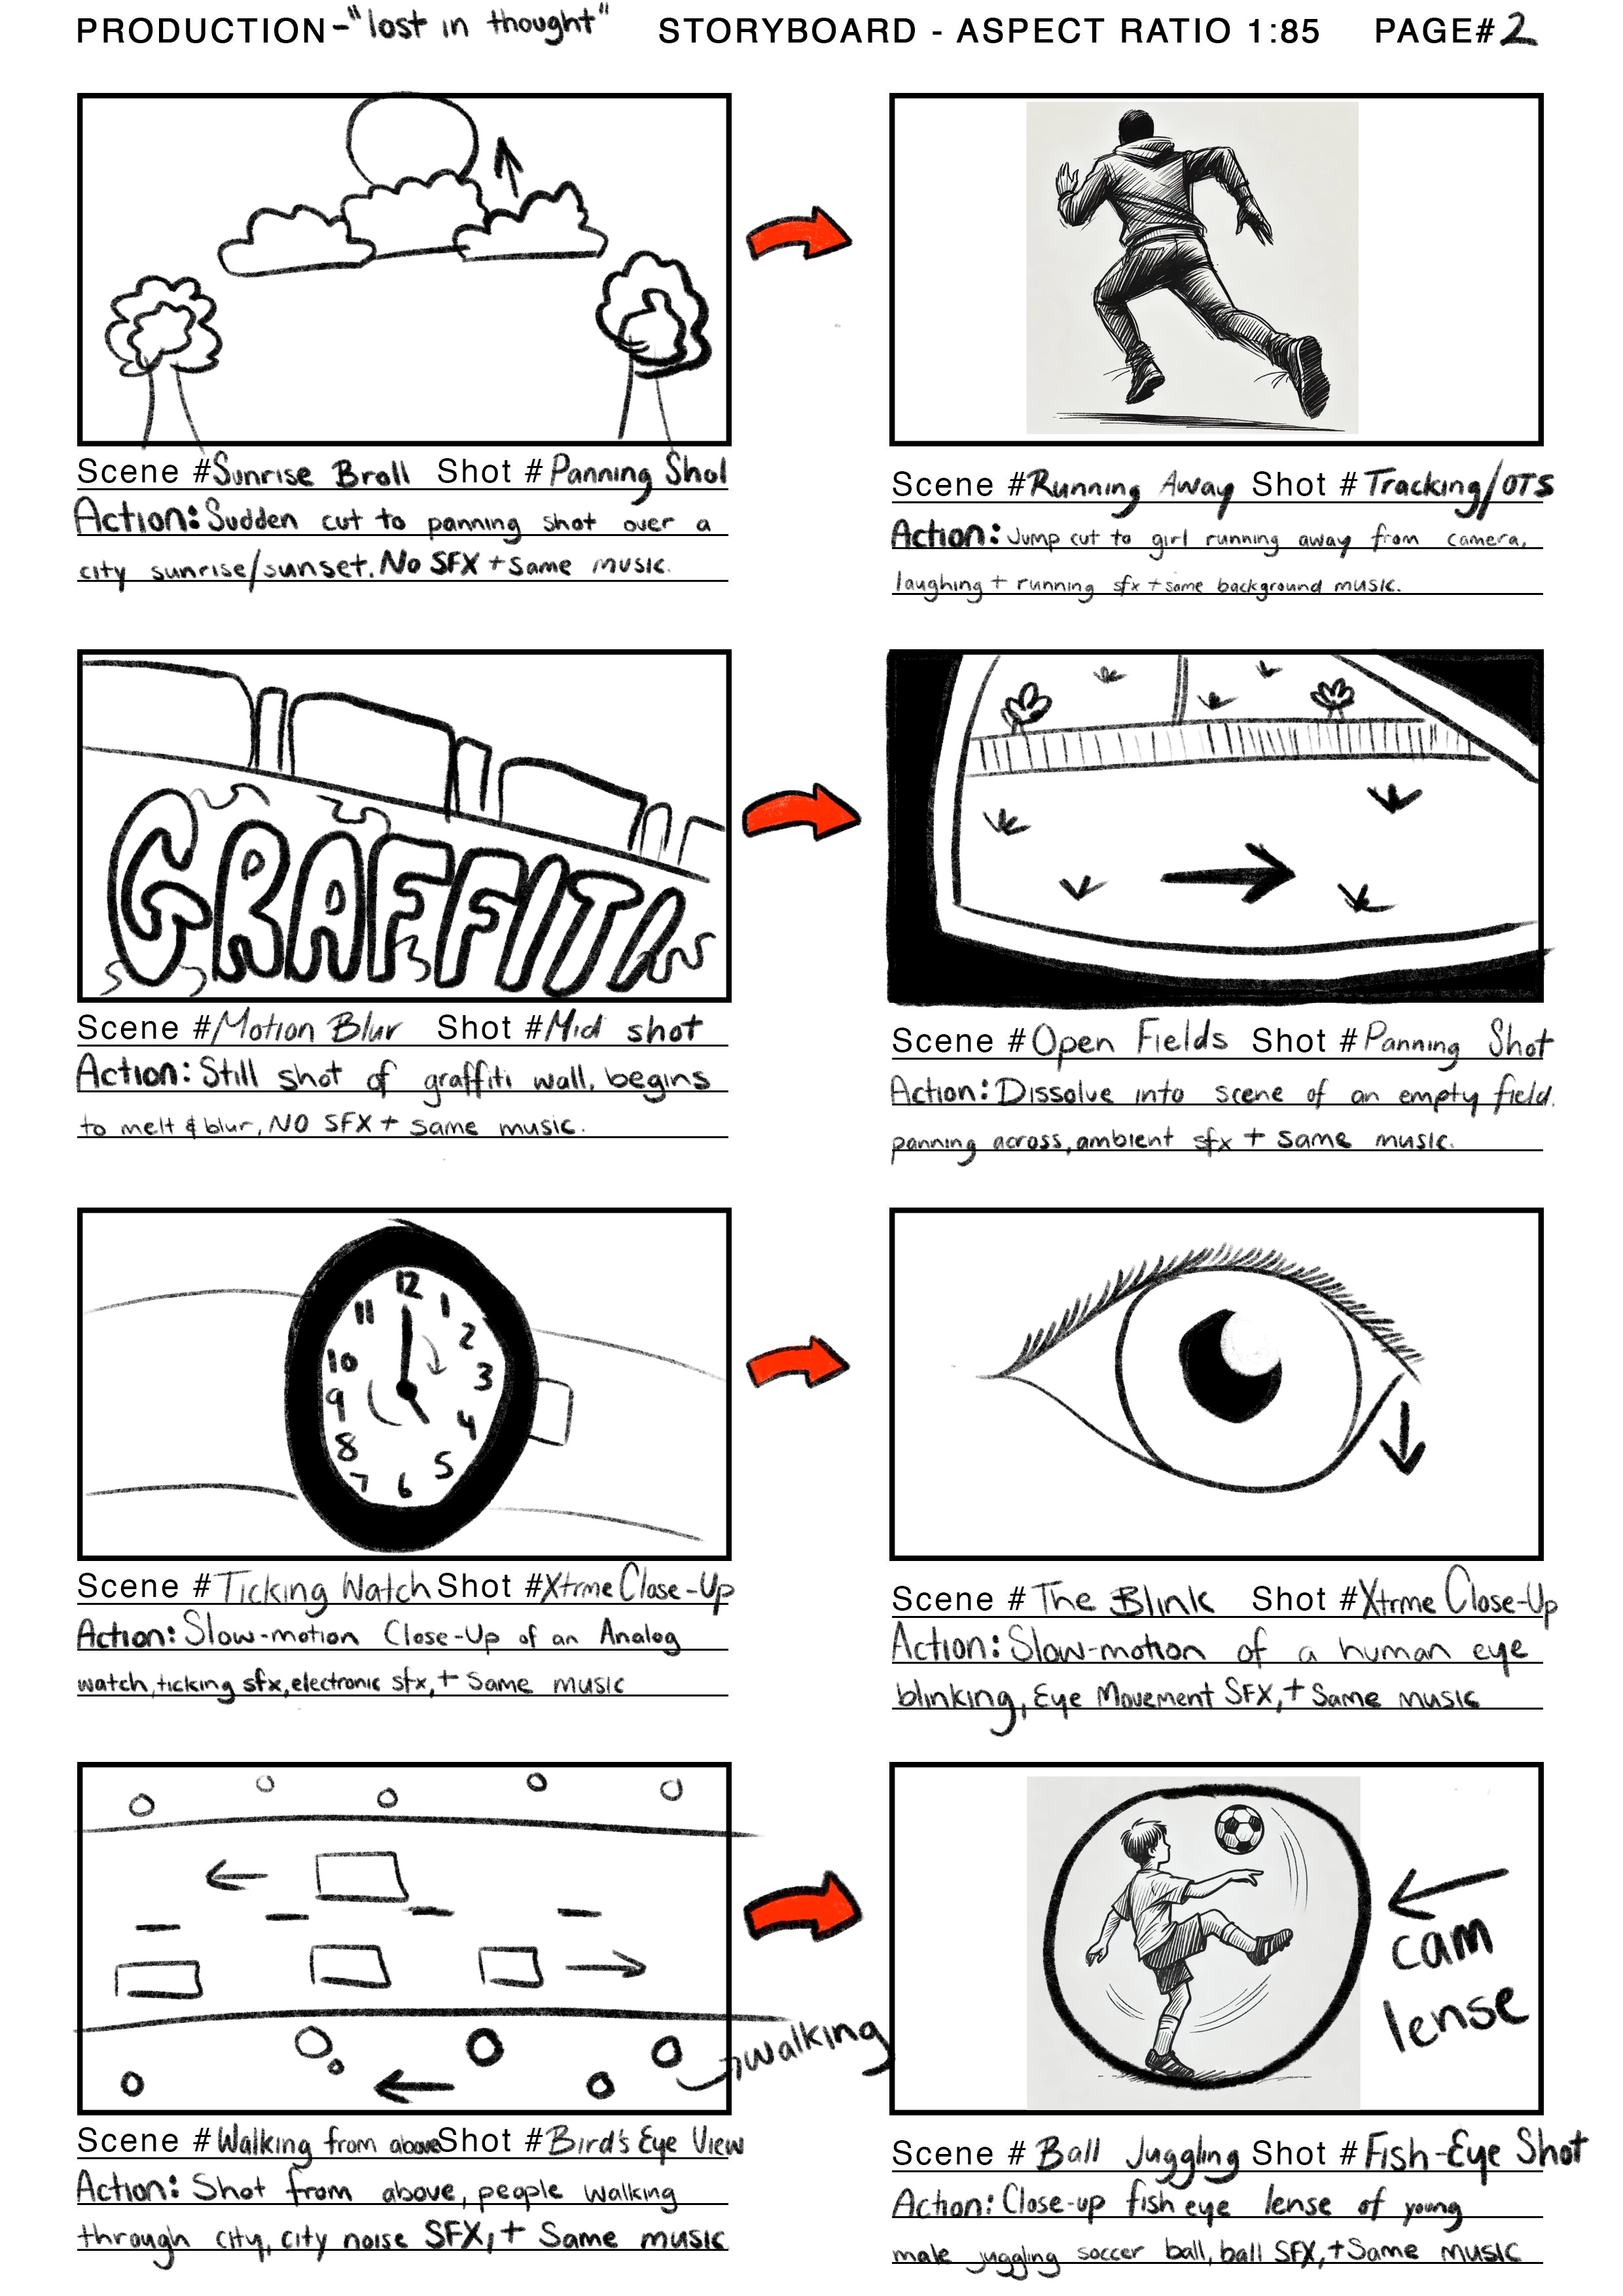 PRODUCTION-"lost in thought" STORYBOARD - ASPECT RATIO 1:85 PAGE#2
Scene #Sunrise Broll Shot #Panning Shot
Action: Sudden cut to panning shot over a
city sunrise/sunset. No SFX + Same music.
Scene #Running Away Shot #Tracking/OTS
Action: Jump cut to girl running away from camera,
laughing + running sfx + same background music.
GRAFFITI
Scene #Motion Blur Shot #Mid shot
Action: Still shot of graffiti wall, begins
to melt & blur, NO SFX + same music.
Scene #Open Fields Shot #Panning Shot
Action: Dissolve into scene of an empty field.
panning across, ambient sfx + same music.
12
1
2
3
4
5
6
7
8
9
10
11
Scene #Ticking Watch Shot #Xtrme Close-Up
Action: Slow-motion Close-Up of an Analog
watch, ticking sfx, electronic sfx, + Same music
Scene #The Blink Shot #Xtrme Close-Up
Action: Slow-motion of a human eye
blinking, Eye Movement SFX, + Same music
walking
Scene #Walking from above Shot #Bird's Eye View
Action: Shot from above, people walking
through city, city noise SFX, + Same music
cam
lense
Scene #Ball Juggling Shot #Fish-Eye Shot
Action: Close-up fish eye lense of young
male juggling soccer ball, ball SFX, + Same music